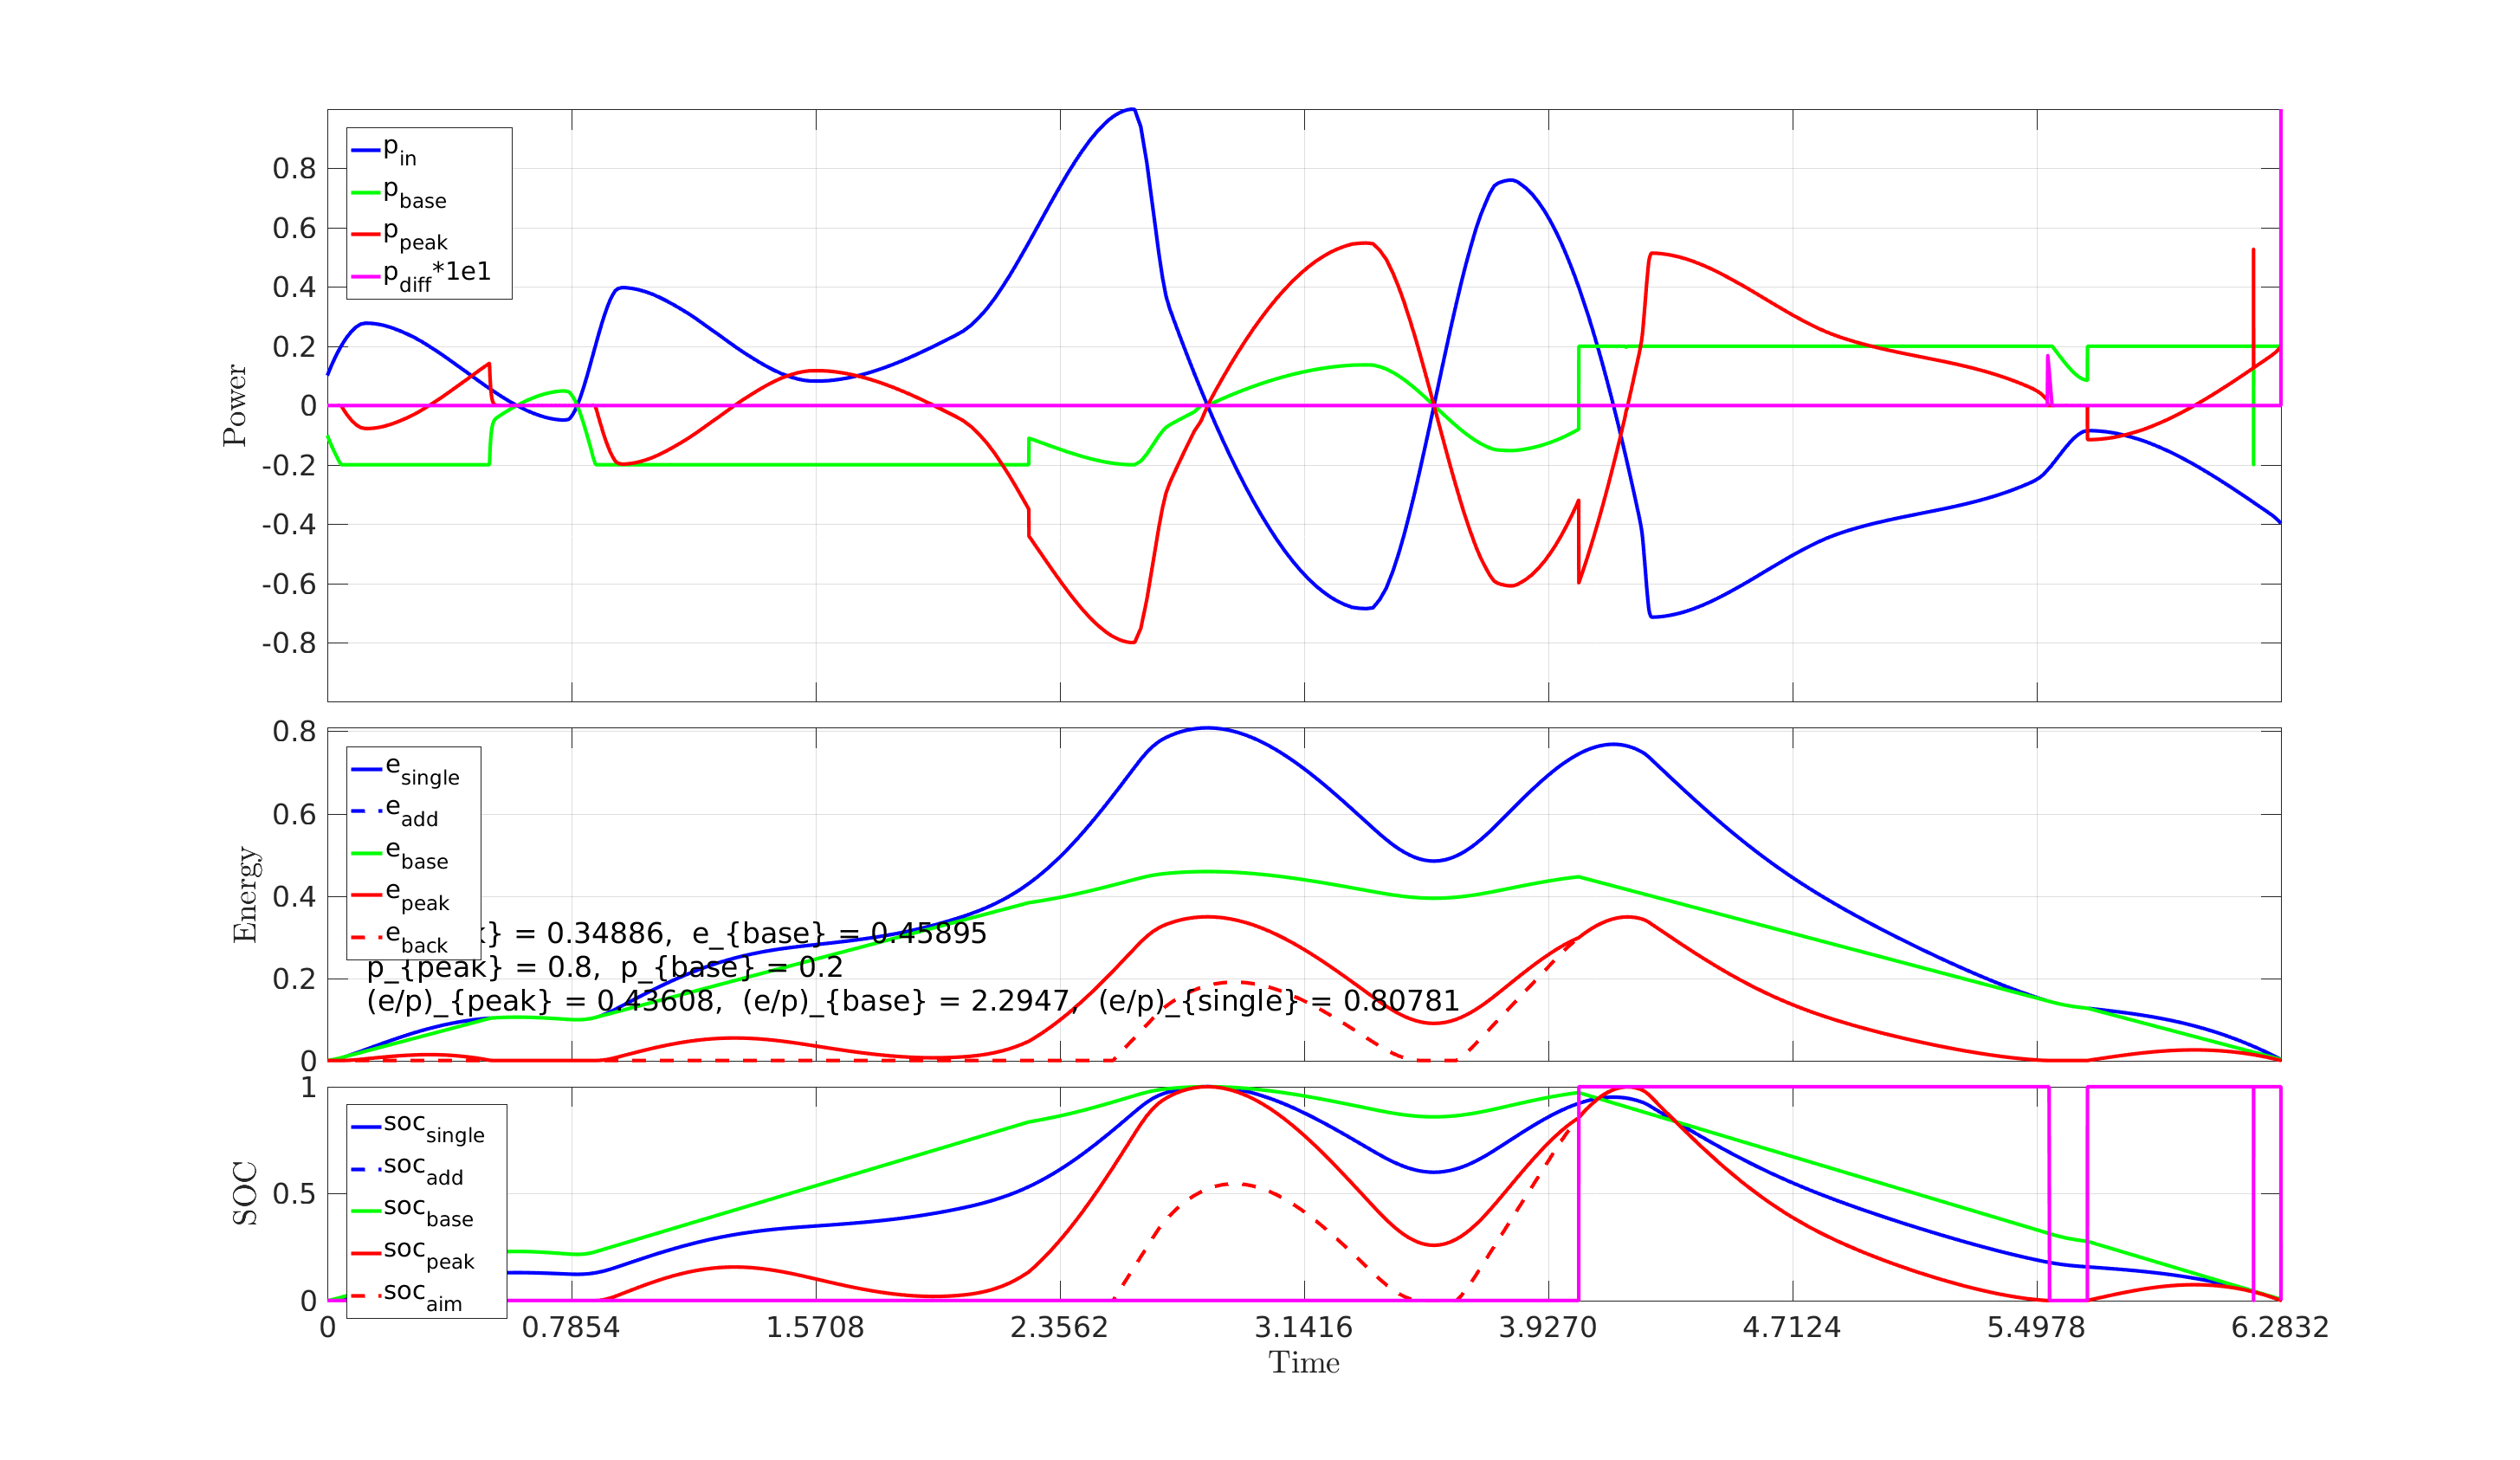 Power
0.8
0.6
0.4
0.2
0
-0.2
-0.4
-0.6
-0.8
p_in
p_base
p_peak
p_diff*1e1
Energy
0.8
0.6
0.4
0.2
0
e_single
e_add
e_base
e_peak
e_back
} = 0.34886, e_{base} = 0.45895
p_{peak} = 0.8, p_{base} = 0.2
(e/p)_{peak} = 0.43608, (e/p)_{base} = 2.2947, (e/p)_{single} = 0.80781
SOC
1
0.5
0
soc_single
soc_add
soc_base
soc_peak
soc_aim
0 0.7854 1.5708 2.3562 3.1416 3.9270 4.7124 5.4978 6.2832
Time